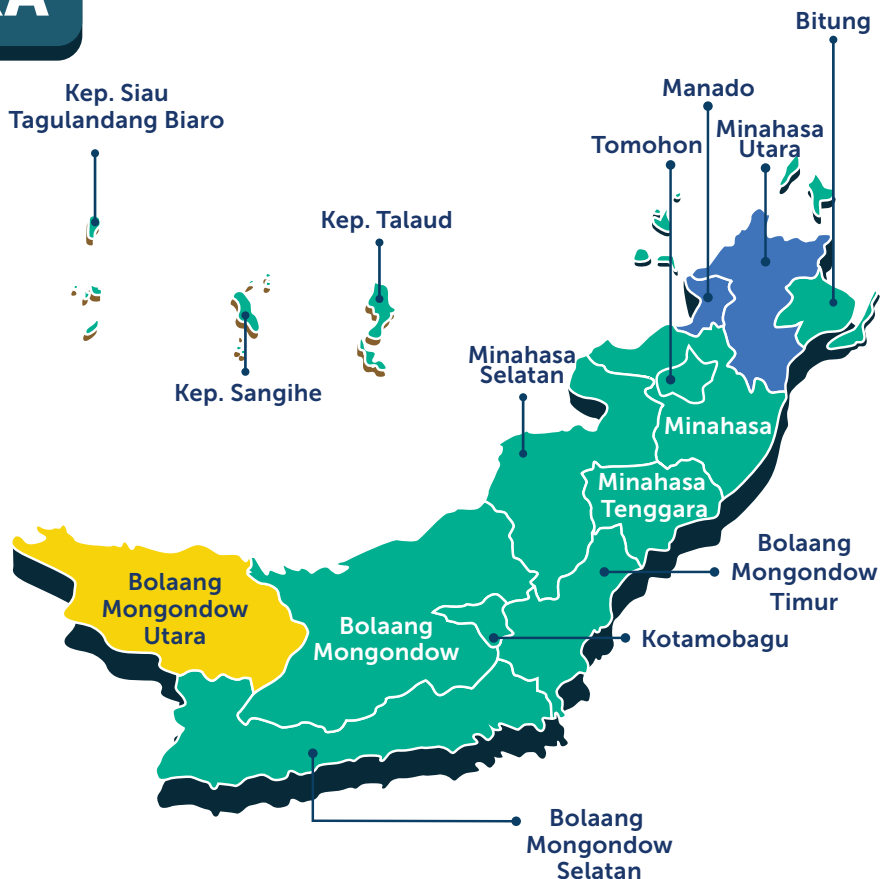 Bitung
Kep. Siau
Tagulandang Biaro
Manado
Minahasa
Utara
Tomohon
Kep. Talaud
Minahasa
Selatan
Kep. Sangihe
Minahasa
Minahasa
Tenggara
Bolaang
Mongondow
Timur
Bolaang
Mongondow
Utara
Bolaang
Mongondow
Kotamobagu
Bolaang
Mongondow
Selatan